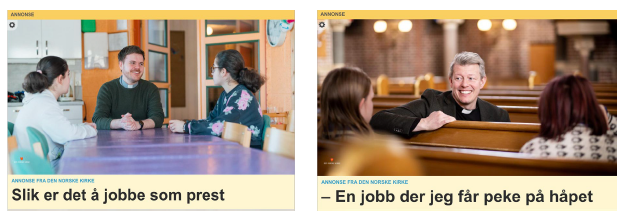 ANNONSE
ANNONSE FRA DEN NORSKE KIRKE
Slik er det å jobbe som prest
ANNONSE
ANNONSE FRA DEN NORSKE KIRKE
– En jobb der jeg får peke på håpet